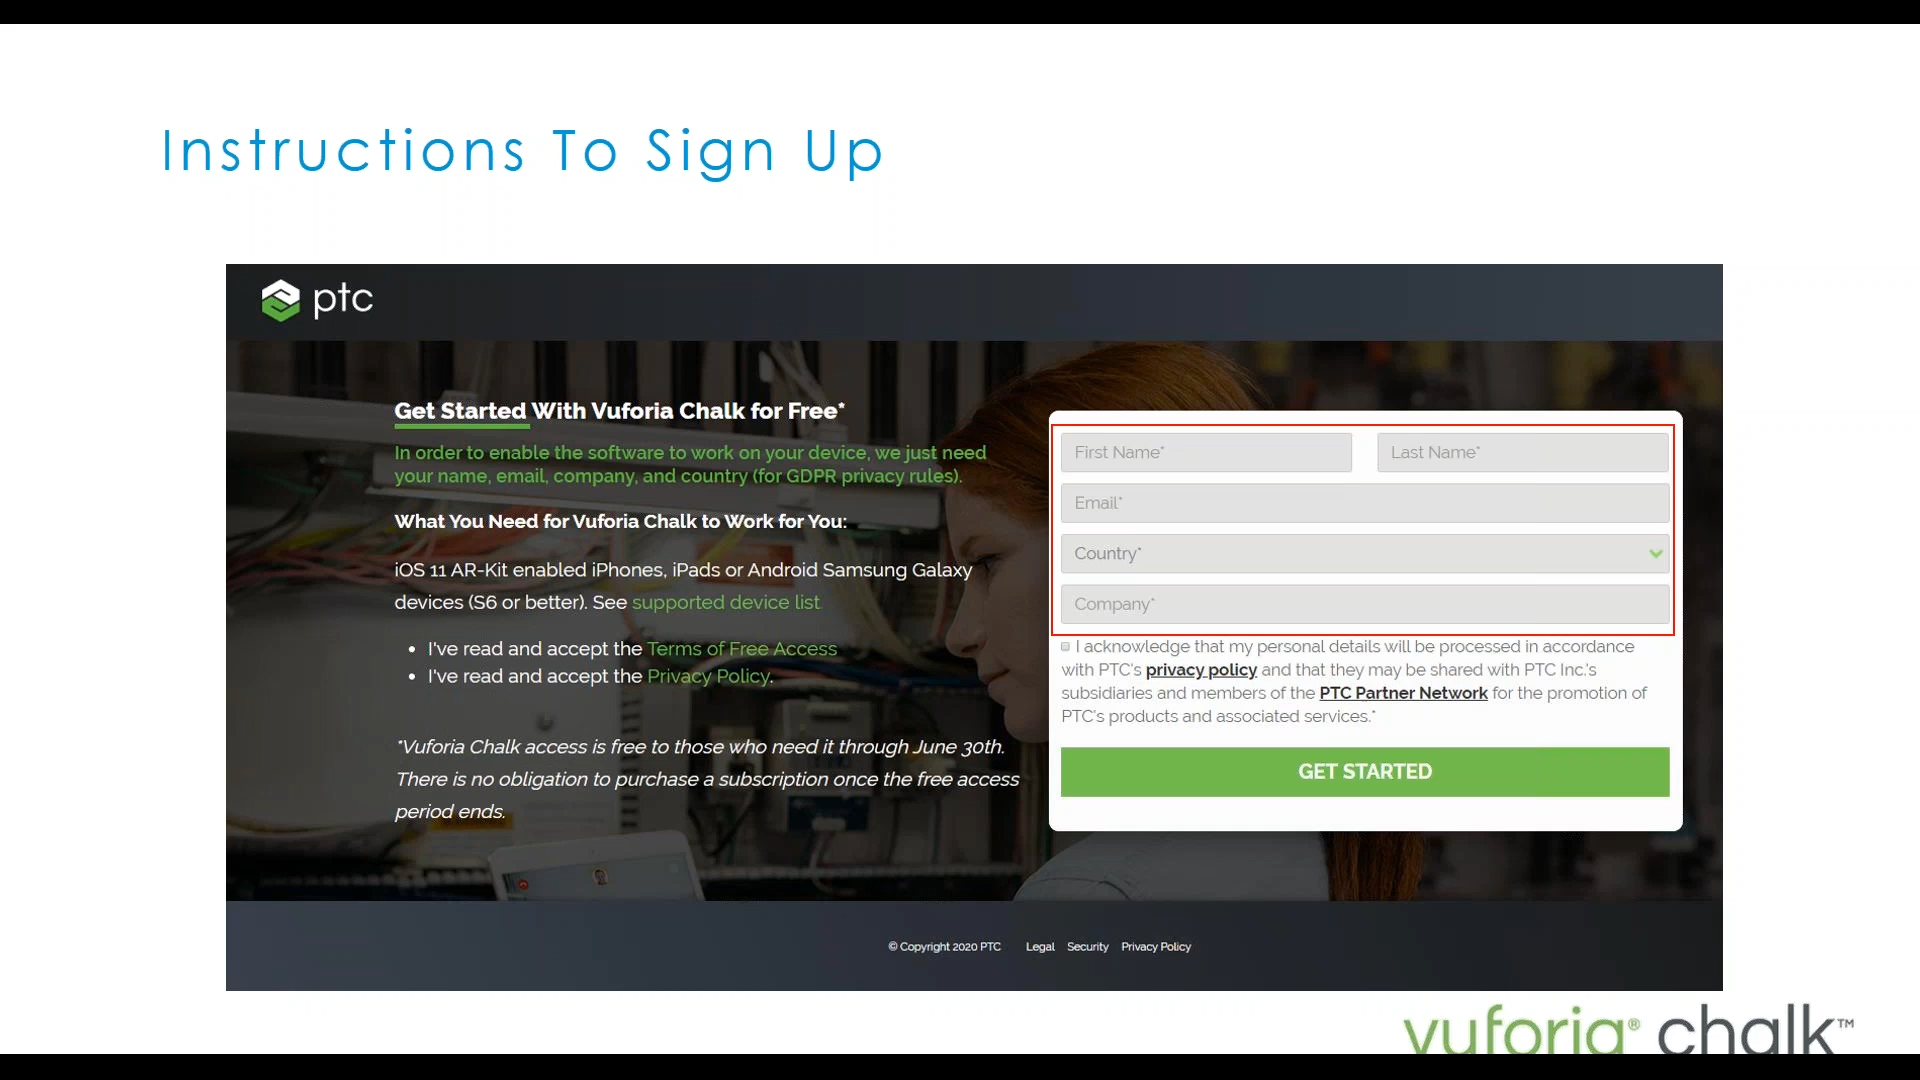 Instructions To Sign Up
ptc
Get Started With Vuforia Chalk for Free*
In order to enable the software to work on your device, we just need
your name, email, company, and country (for GDPR privacy rules).
What You Need for Vuforia Chalk to Work for You:
iOS 11 AR-Kit enabled iPhones, iPads or Android Samsung Galaxy
devices (S6 or better). See supported device list
• I've read and accept the Terms of Free Access
• I've read and accept the Privacy Policy.
*Vuforia Chalk access is free to those who need it through June 30th.
There is no obligation to purchase a subscription once the free access
period ends.
First Name* Last Name*
Email*
Country*
Company*
I acknowledge that my personal details will be processed in accordance
with PTC's privacy policy and that they may be shared with PTC Inc.'s
subsidiaries and members of the PTC Partner Network for the promotion of
PTC's products and associated services.*
GET STARTED
© Copyright 2020 PTC Legal Security Privacy Policy
vuforia® chalk™